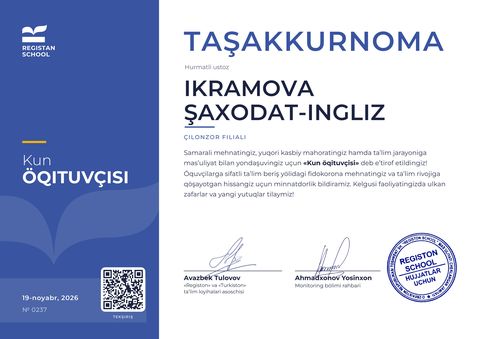 REGISTAN
SCHOOL
Kun
ÖQITUVÇISI
19-noyabr, 2026
№ 0237
TEKŞIRIŞ
TAŞAKKURNOMA
Hurmatli ustoz
IKRAMOVA
ŞAXODAT-INGLIZ
ÇILONZOR FILIALI
Samarali mehnatingiz, yuqori kasbiy mahoratingiz hamda ta’lim jarayoniga
mas’uliyat bilan yondaşuvingiz uçun «Kun öqituvçisi» deb e’tirof etildingiz!
Öquvçilarga sifatli ta’lim beriş yölidagi fidokorona mehnatingiz va ta’lim rivojiga
qöşayotgan hissangiz uçun minnatdorlik bildiramiz. Kelgusi faoliyatingizda ulkan
zafarlar va yangi yutuqlar tilaymiz!
Avazbek Tulovov
«Registon» va «Turkiston»
ta’lim loyihalari asoschisi
Ahmadxonov Yosinxon
Monitoring bölimi rahbari
REGISTON
SCHOOL
HUJJATLAR
UCHUN